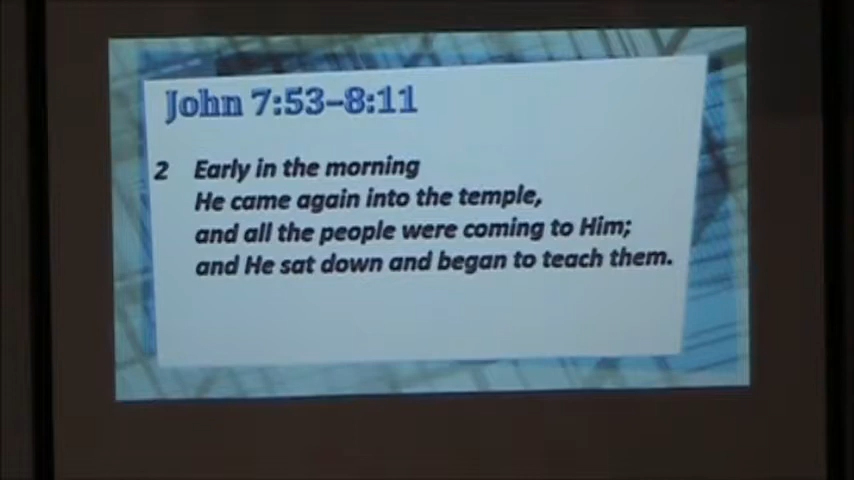 John 7:53–8:11
2 Early in the morning
He came again into the temple,
and all the people were coming to Him;
and He sat down and began to teach them.